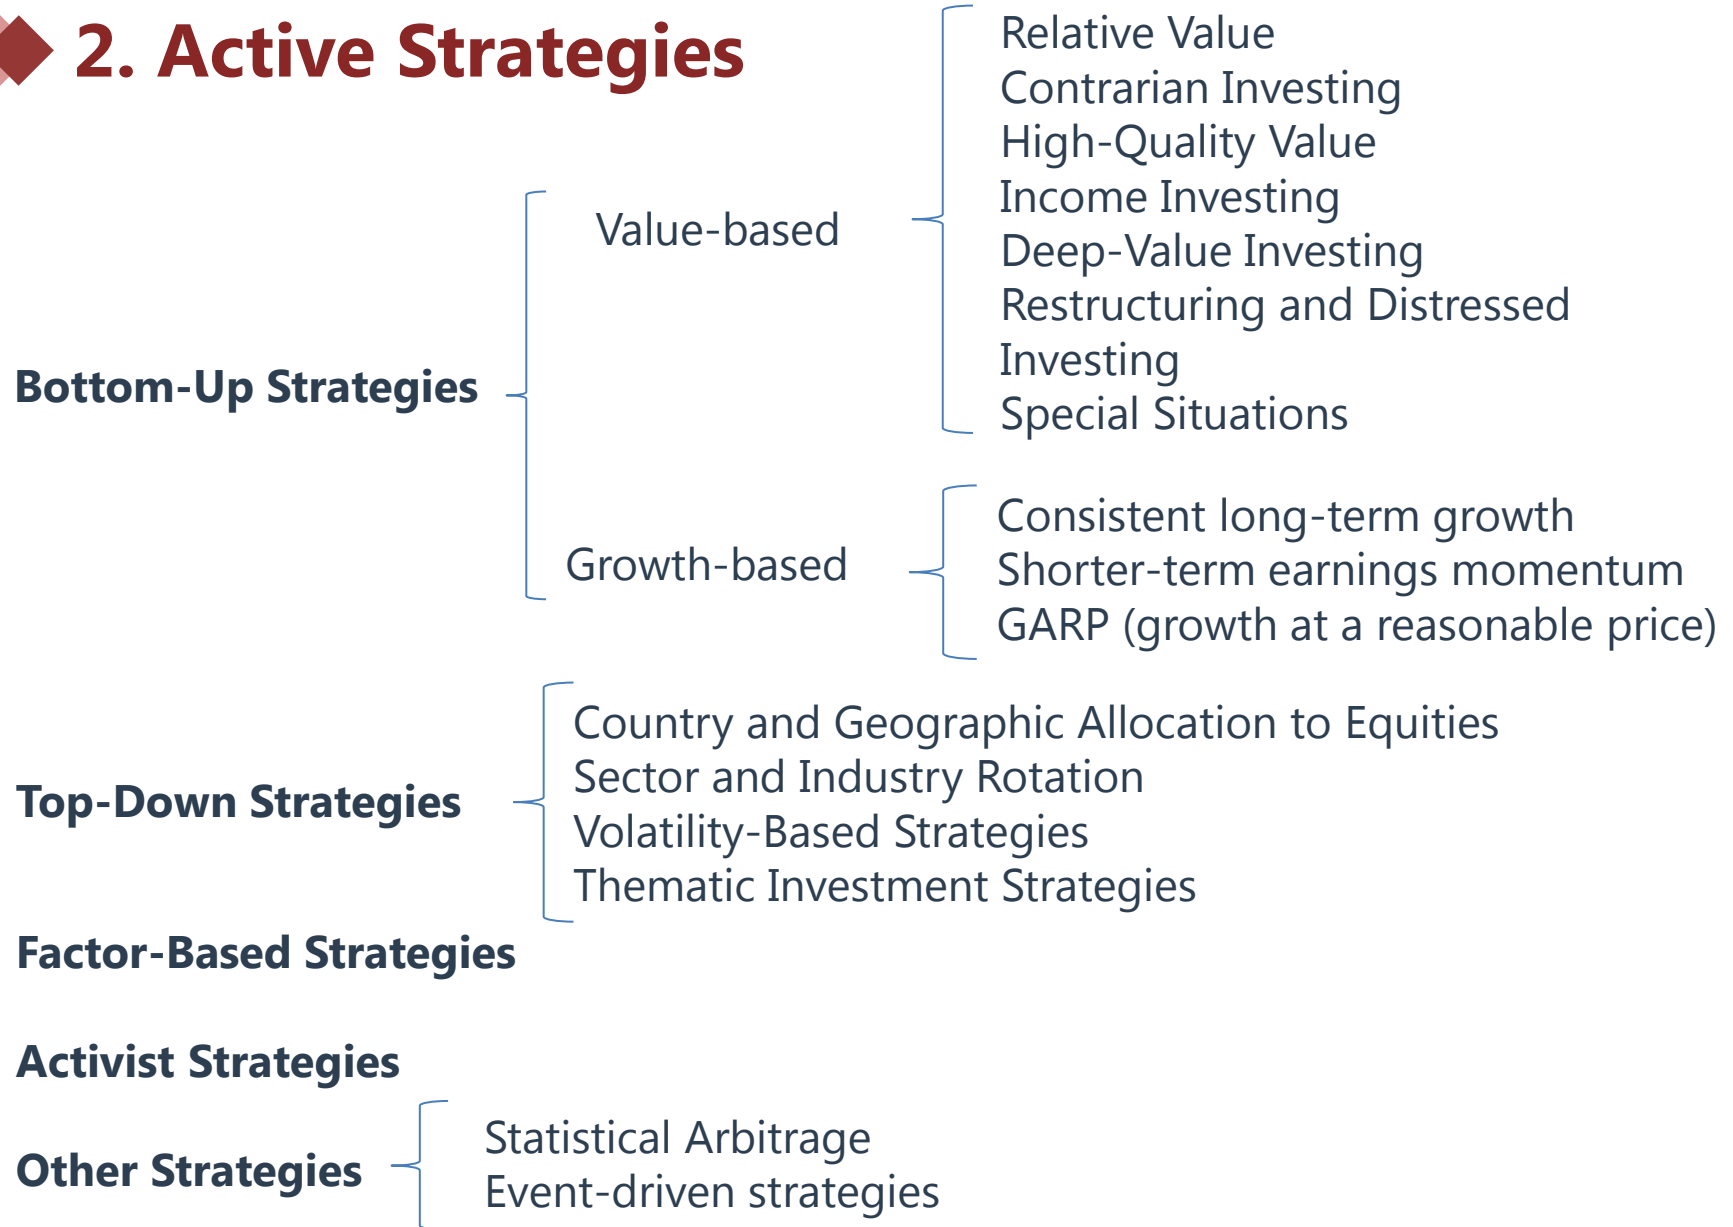 2. Active Strategies
Bottom-Up Strategies
Value-based
Relative Value
Contrarian Investing
High-Quality Value
Income Investing
Deep-Value Investing
Restructuring and Distressed
Investing
Special Situations
Growth-based
Consistent long-term growth
Shorter-term earnings momentum
GARP (growth at a reasonable price)
Top-Down Strategies
Country and Geographic Allocation to Equities
Sector and Industry Rotation
Volatility-Based Strategies
Thematic Investment Strategies
Factor-Based Strategies
Activist Strategies
Other Strategies
Statistical Arbitrage
Event-driven strategies